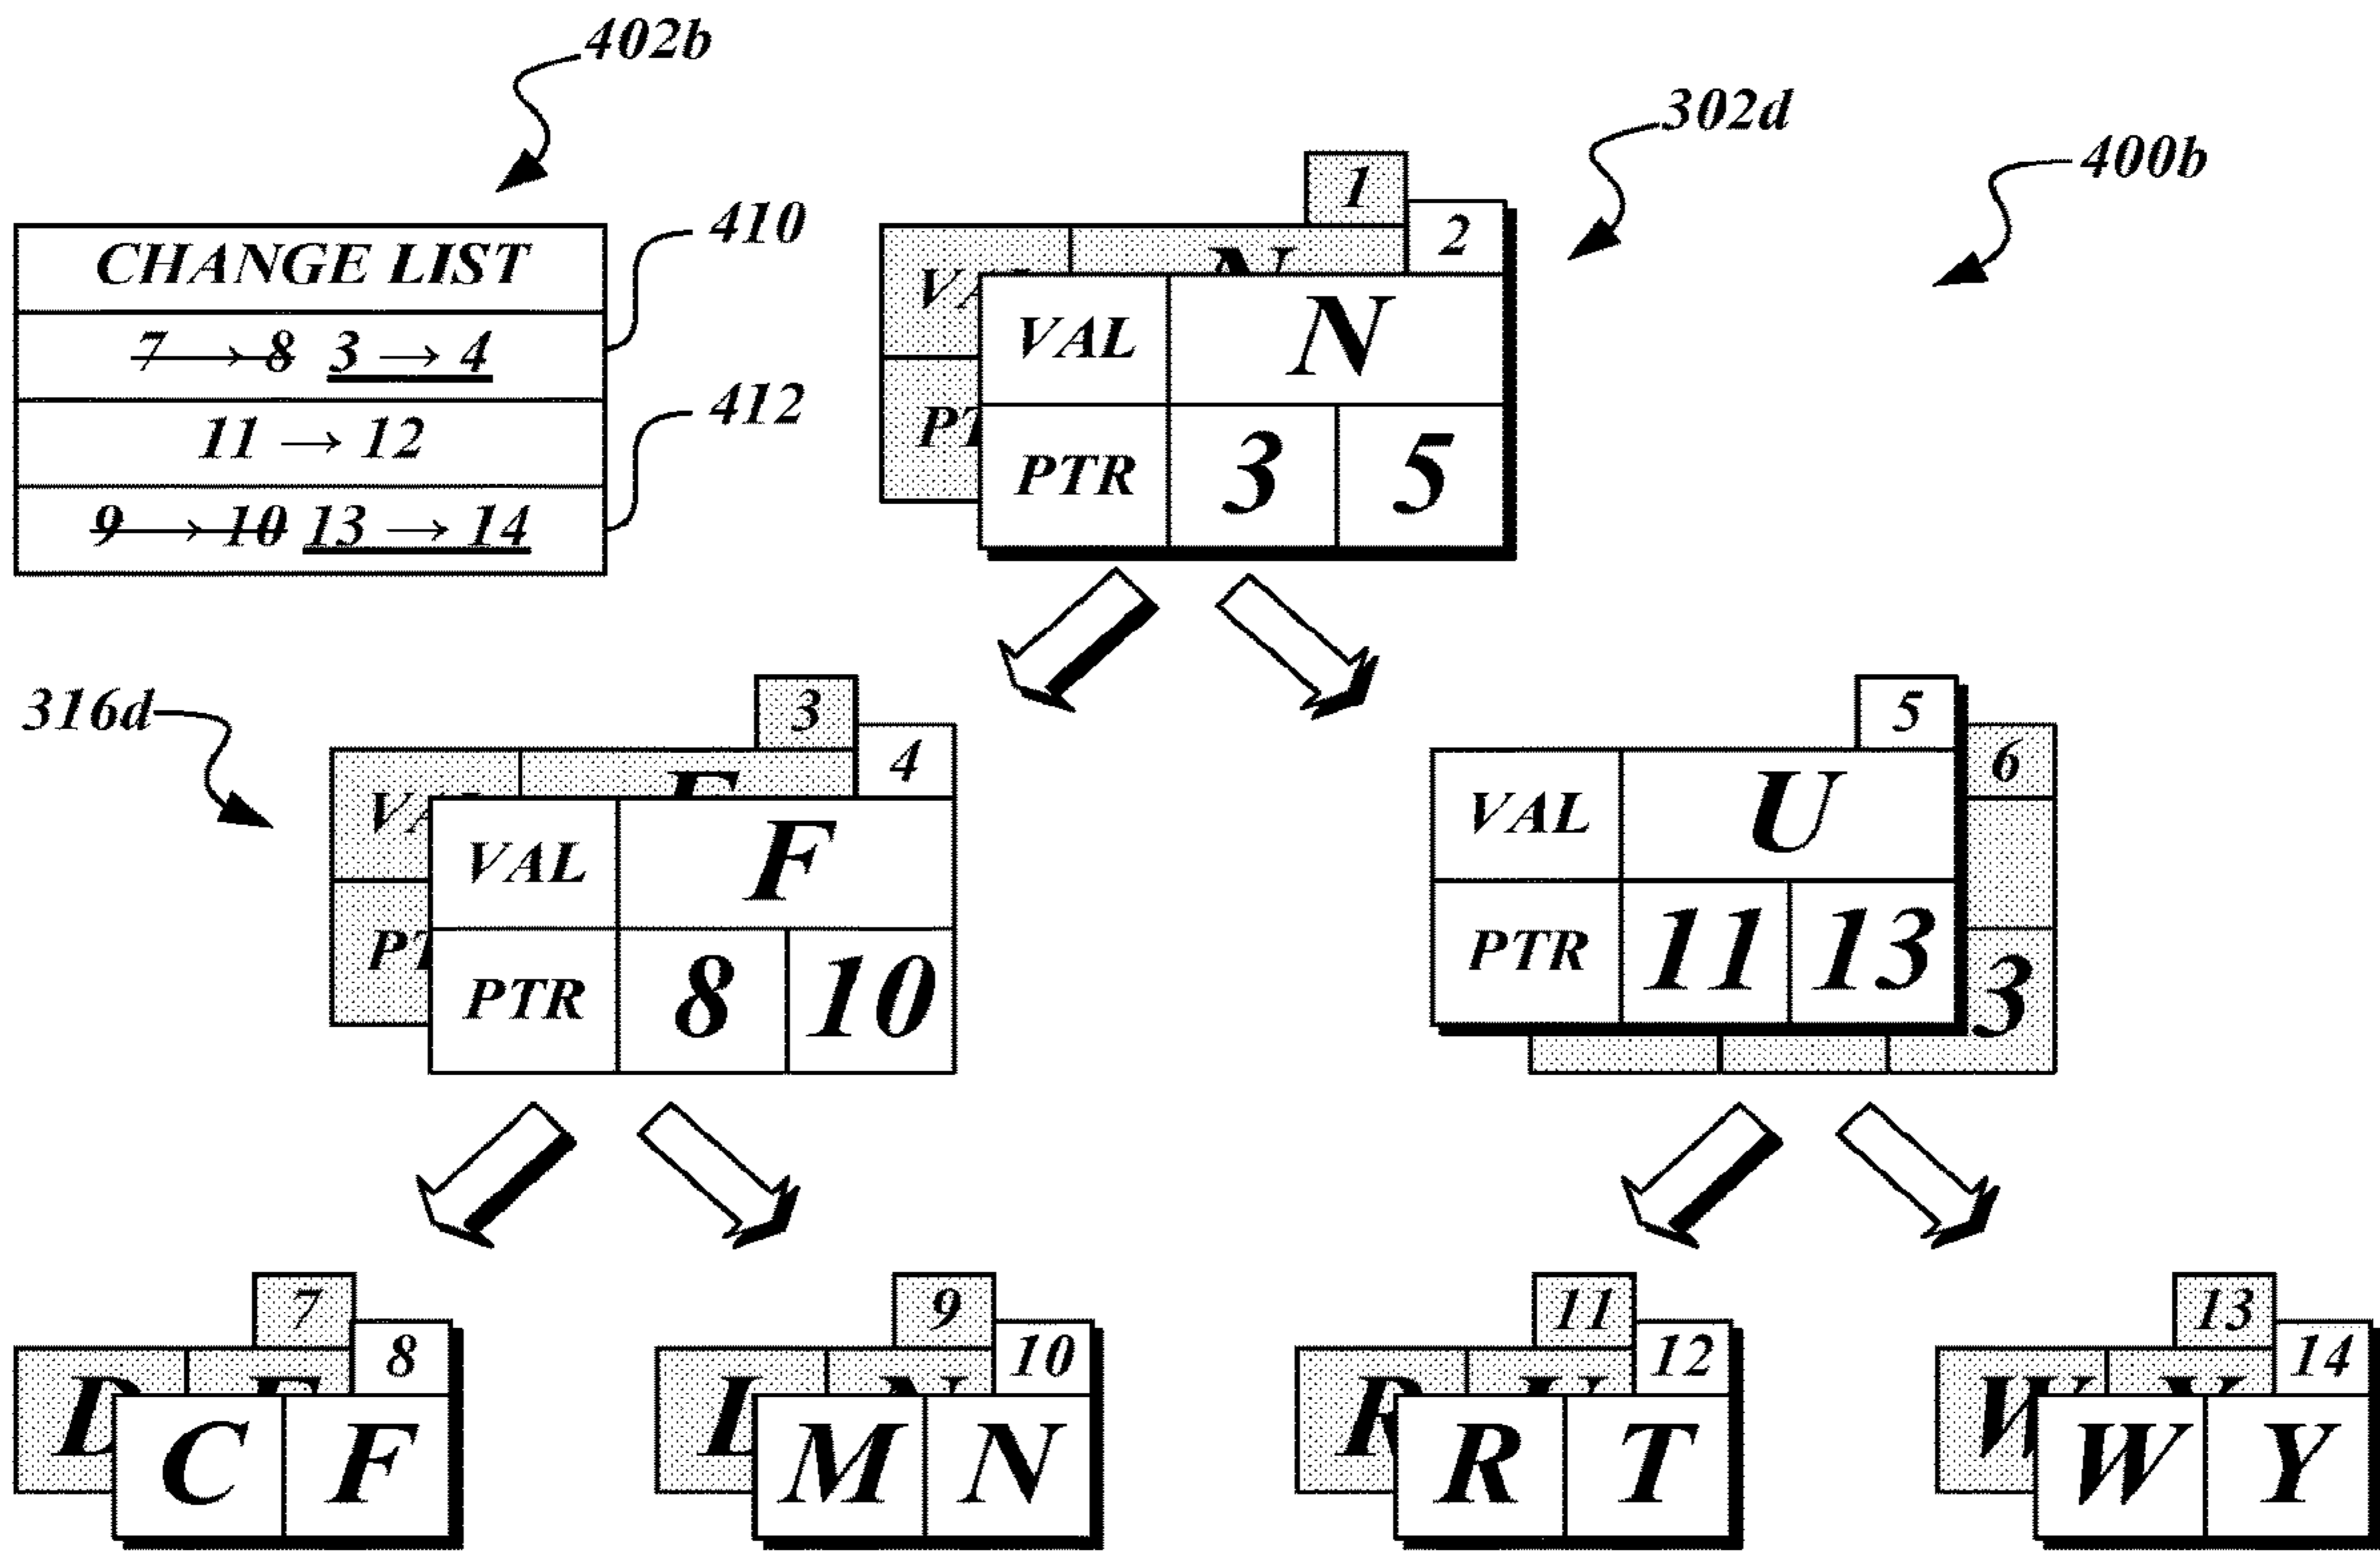 402b
302d
400b
410
412
CHANGE LIST
7 → 8 3 → 4
11 → 12
9 → 10 13 → 14
1
2
VAL N
PTR 3 5
316d
3
4
VAL F
PTR 8 10
5
6
VAL U
PTR 11 13
3
7
8
C F
9
10
M N
11
12
R
R T
13
14
W
W Y